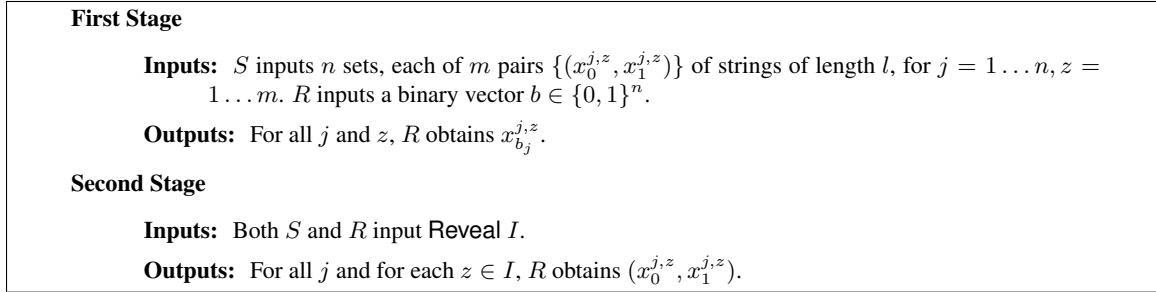 First Stage
Inputs: S inputs n sets, each of m pairs {(x_0^{j,z}, x_1^{j,z})} of strings of length l, for j = 1 … n, z =
1 … m. R inputs a binary vector b ∈ {0, 1}^n.
Outputs: For all j and z, R obtains x_{b_j}^{j,z}.
Second Stage
Inputs: Both S and R input Reveal I.
Outputs: For all j and for each z ∈ I, R obtains (x_0^{j,z}, x_1^{j,z}).